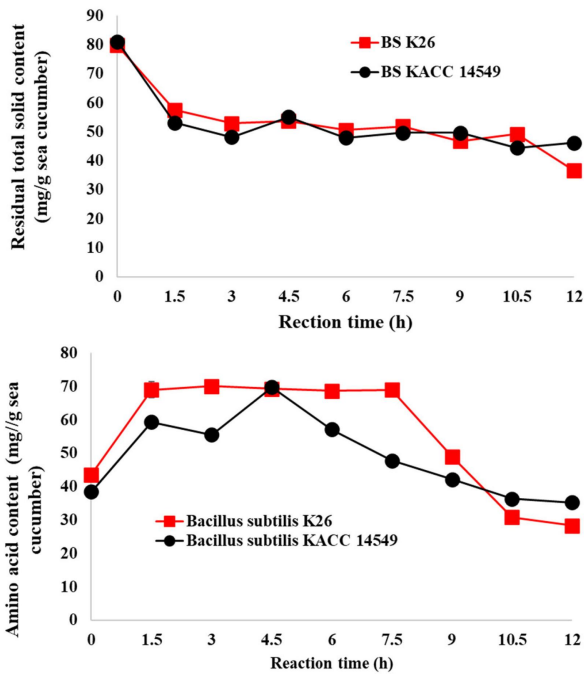 Residual total solid content
(mg/g sea cucumber)
90
80
70
60
50
40
30
20
10
0
BS K26
BS KACC 14549
0 1.5 3 4.5 6 7.5 9 10.5 12
Rection time (h)
Amino acid content (mg//g sea
cucumber)
80
70
60
50
40
30
20
10
0
Bacillus subtilis K26
Bacillus subtilis KACC 14549
0 1.5 3 4.5 6 7.5 9 10.5 12
Reaction time (h)